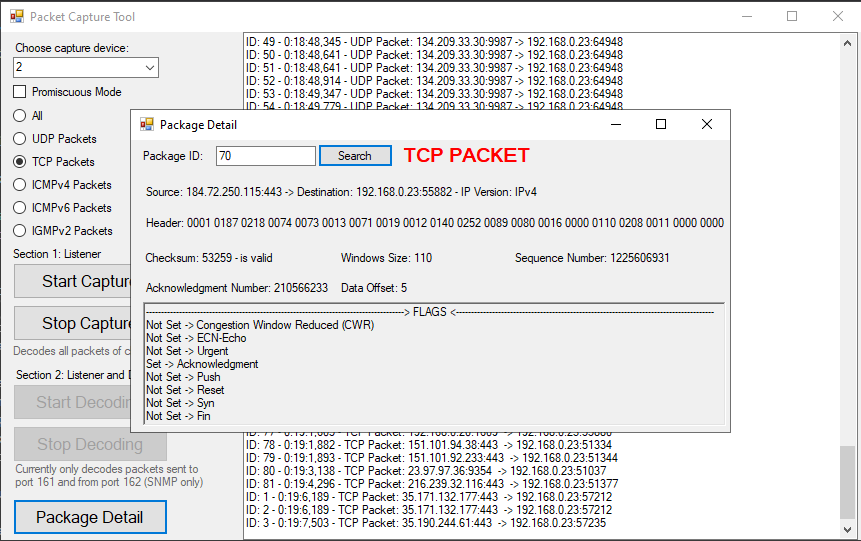 Packet Capture Tool
Choose capture device:
2
Promiscuous Mode
All
UDP Packets
TCP Packets
ICMPv4 Packets
ICMPv6 Packets
IGMPv2 Packets
Section 1: Listener
Start Captur
Stop Capture
Decodes all packets of c
Section 2: Listener and
Start Decodin
Stop Decoding
Currently only decodes packets sent to
port 161 and from port 162 (SNMP only)
Package Detail
ID: 49 - 0:18:48,345 - UDP Packet: 134.209.33.30:9987 -> 192.168.0.23:64948
ID: 50 - 0:18:48,641 - UDP Packet: 134.209.33.30:9987 -> 192.168.0.23:64948
ID: 51 - 0:18:48,641 - UDP Packet: 134.209.33.30:9987 -> 192.168.0.23:64948
ID: 52 - 0:18:48,914 - UDP Packet: 134.209.33.30:9987 -> 192.168.0.23:64948
ID: 53 - 0:18:49,347 - UDP Packet: 134.209.33.30:9987 -> 192.168.0.23:64948
ID: 54 - 0:18:49,779 - UDP Packet: 134.209.33.30:9987 -> 192.168.0.23:64948
Package Detail
Package ID: 70 Search TCP PACKET
Source: 184.72.250.115:443 -> Destination: 192.168.0.23:55882 - IP Version: IPv4
Header: 0001 0187 0218 0074 0073 0013 0071 0019 0012 0140 0252 0089 0080 0016 0000 0110 0208 0011 0000 0000
Checksum: 53259 - is valid Windows Size: 110 Sequence Number: 1225606931
Acknowledgment Number: 210566233 Data Offset: 5
> FLAGS <
Not Set -> Congestion Window Reduced (CWR)
Not Set -> ECN-Echo
Not Set -> Urgent
Set -> Acknowledgment
Not Set -> Push
Not Set -> Reset
Not Set -> Syn
Not Set -> Fin
ID: 78 - 0:19:1,882 - TCP Packet: 151.101.94.38:443 -> 192.168.0.23:51334
ID: 79 - 0:19:1,893 - TCP Packet: 151.101.92.233:443 -> 192.168.0.23:51344
ID: 80 - 0:19:3,138 - TCP Packet: 23.97.97.36:9354 -> 192.168.0.23:51037
ID: 81 - 0:19:4,296 - TCP Packet: 216.239.32.116:443 -> 192.168.0.23:51377
ID: 1 - 0:19:6,189 - TCP Packet: 35.171.132.177:443 -> 192.168.0.23:57212
ID: 2 - 0:19:6,189 - TCP Packet: 35.171.132.177:443 -> 192.168.0.23:57212
ID: 3 - 0:19:7,503 - TCP Packet: 35.190.244.61:443 -> 192.168.0.23:57235